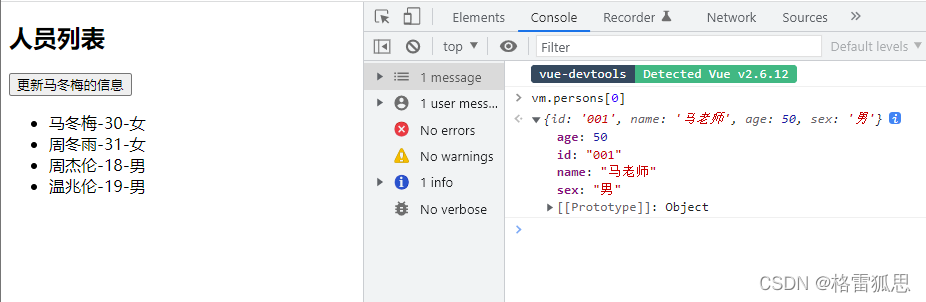 人员列表
更新马冬梅的信息
马冬梅-30-女
周冬雨-31-女
周杰伦-18-男
温兆伦-19-男
Elements Console Recorder Network Sources »
top Filter Default levels
1 message
1 user mess...
No errors
No warnings
1 info
No verbose
vue-devtools Detected Vue v2.6.12
> vm.persons[0]
{id: '001', name: '马老师', age: 50, sex: '男'}
age: 50
id: "001"
name: "马老师"
sex: "男"
[[Prototype]]: Object
>
CSDN @格雷狐思